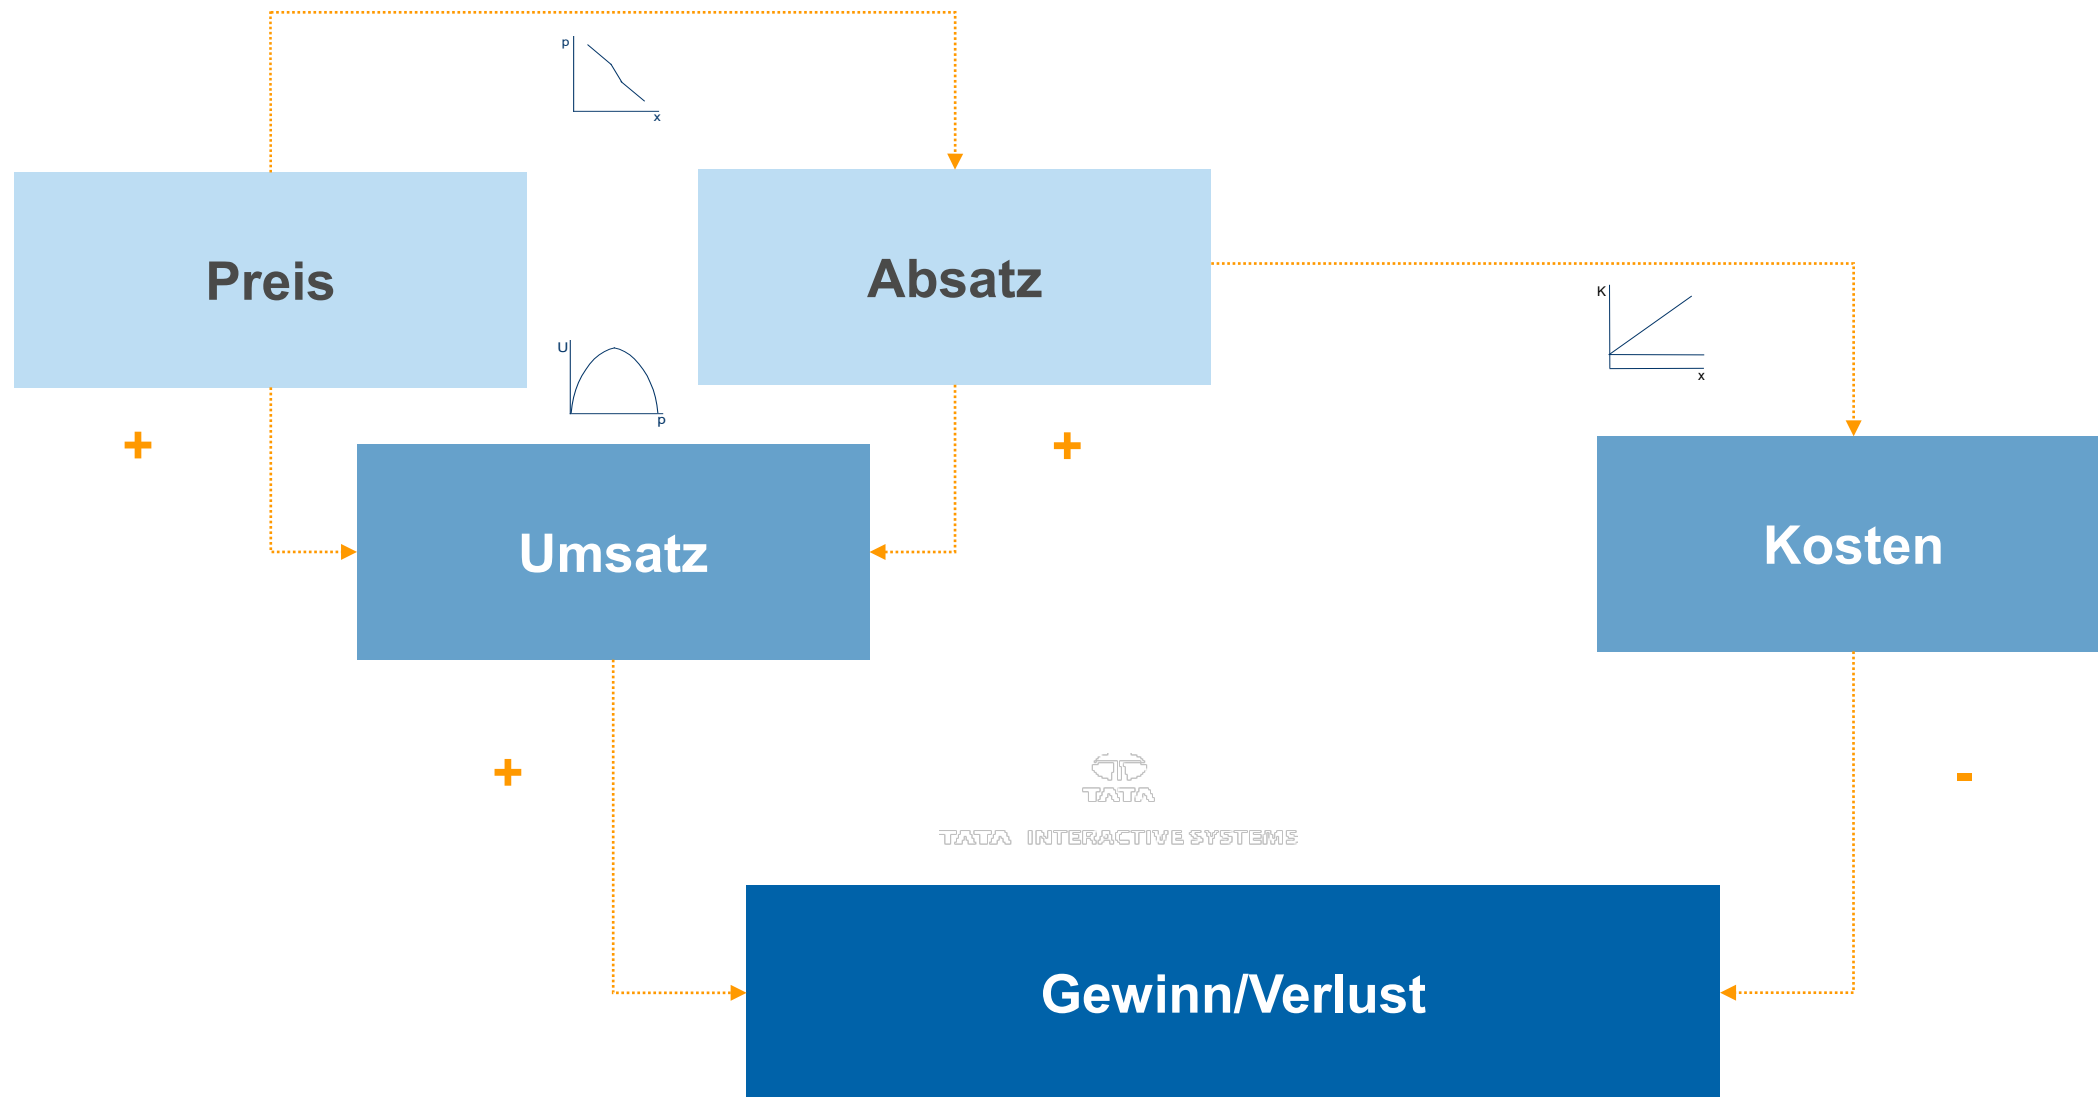 p
x
Preis
Absatz
K
x
U
p
+
+
Umsatz
Kosten
+
-
TATA
TATA INTERACTIVE SYSTEMS
Gewinn/Verlust